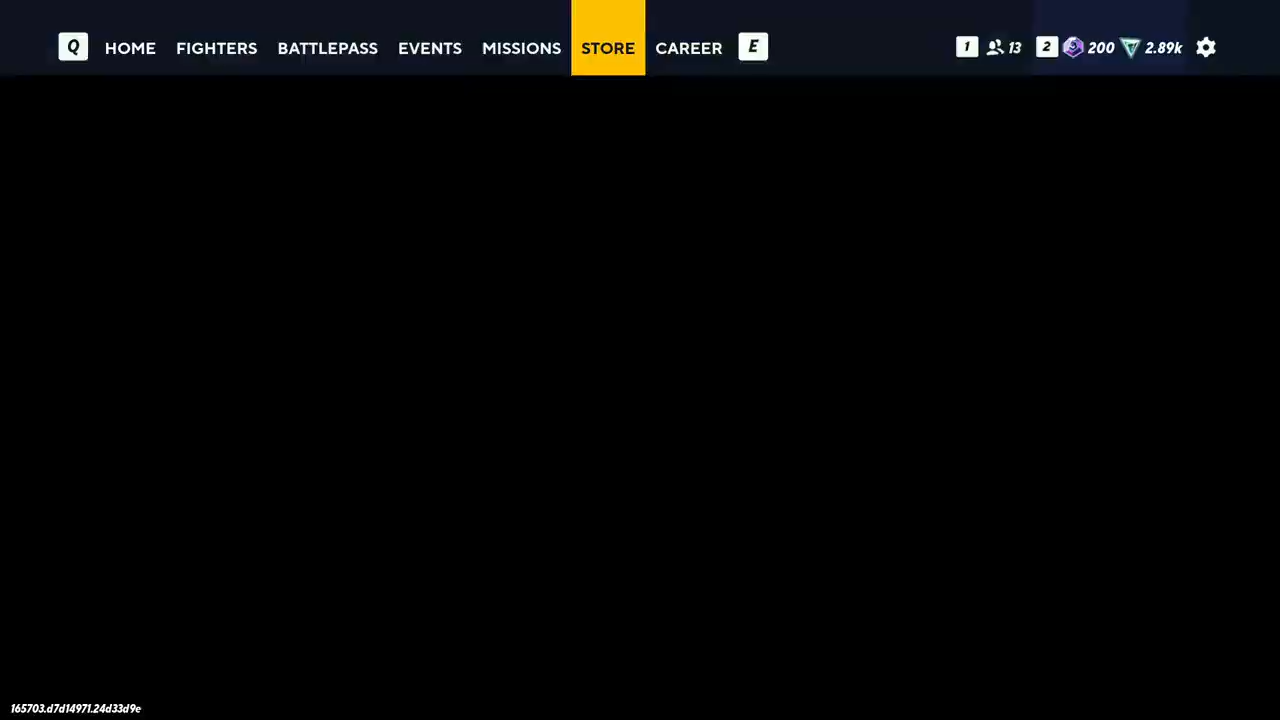 Q HOME FIGHTERS BATTLEPASS EVENTS MISSIONS STORE CAREER E 1 13 2 200 2.89k
165703.d7d14971.24d33d9e